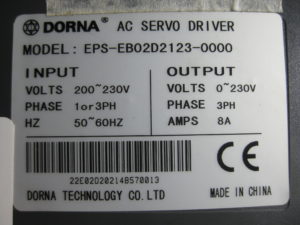 DORNA® AC SERVO DRIVER
MODEL: EPS-EB02D2123-0000
INPUT OUTPUT
VOLTS 200~230V VOLTS 0~230V
PHASE 1or3PH PHASE 3PH
HZ 50~60HZ AMPS 8A
22E02D202148570013 CE
DORNA TECHNOLOGY CO.LTD MADE IN CHINA